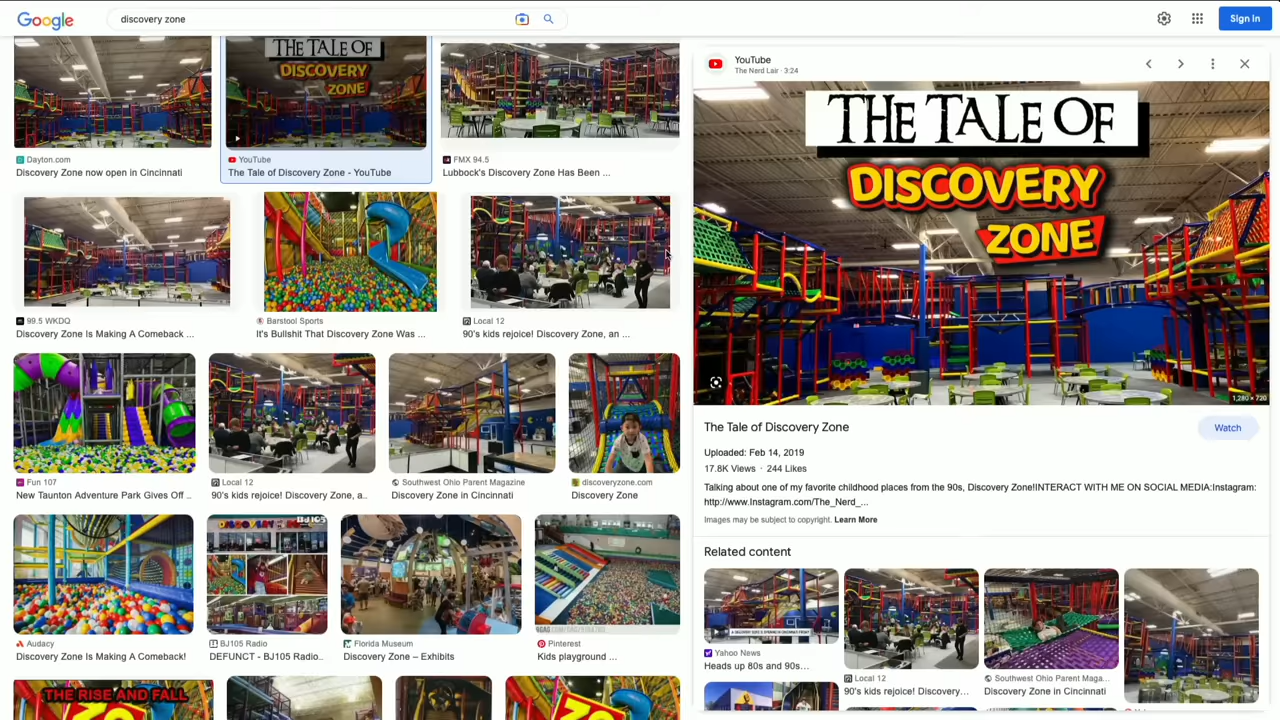 Google
discovery zone
Sign in
THE TALE OF
DISCOVERY
ZONE
Dayton.com
Discovery Zone now open in Cincinnati
YouTube
The Tale of Discovery Zone - YouTube
FMX 94.5
Lubbock's Discovery Zone Has Been ...
99.5 WKDQ
Discovery Zone Is Making A Comeback ...
Barstool Sports
It's Bullshit That Discovery Zone Was ...
Local 12
90's kids rejoice! Discovery Zone, an ...
Fun 107
New Taunton Adventure Park Gives Off ..
Local 12
90's kids rejoice! Discovery Zone, a..
Southwest Ohio Parent Magazine
Discovery Zone in Cincinnati
discoveryzone.com
Discovery Zone
Audacy
Discovery Zone Is Making A Comeback!
BJ105
BJ105 Radio
DEFUNCT - BJ105 Radio..
Florida Museum
Discovery Zone – Exhibits
Pinterest
Kids playground ...
THE RISE AND FALL
YouTube
The Nerd Lair · 3:24
THE TALE OF
DISCOVERY
ZONE
1,280 × 720
The Tale of Discovery Zone
Watch
Uploaded: Feb 14, 2019
17.8K Views · 244 Likes
Talking about one of my favorite childhood places from the 90s, Discovery Zone!INTERACT WITH ME ON SOCIAL MEDIA:Instagram:
http://www.Instagram.com/The_Nerd_...
Images may be subject to copyright. Learn More
Related content
Yahoo News
Heads up 80s and 90s...
Local 12
90's kids rejoice! Discovery...
Southwest Ohio Parent Maga...
Discovery Zone in Cincinnati